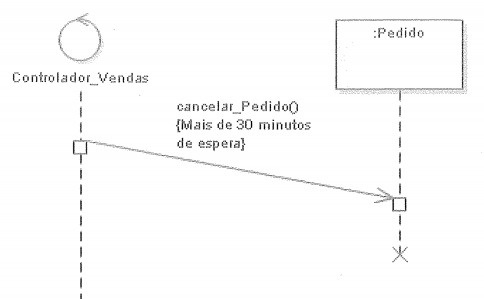 :Pedido
Controlador_Vendas
cancelar_Pedido()
{Mais de 30 minutos
de espera}